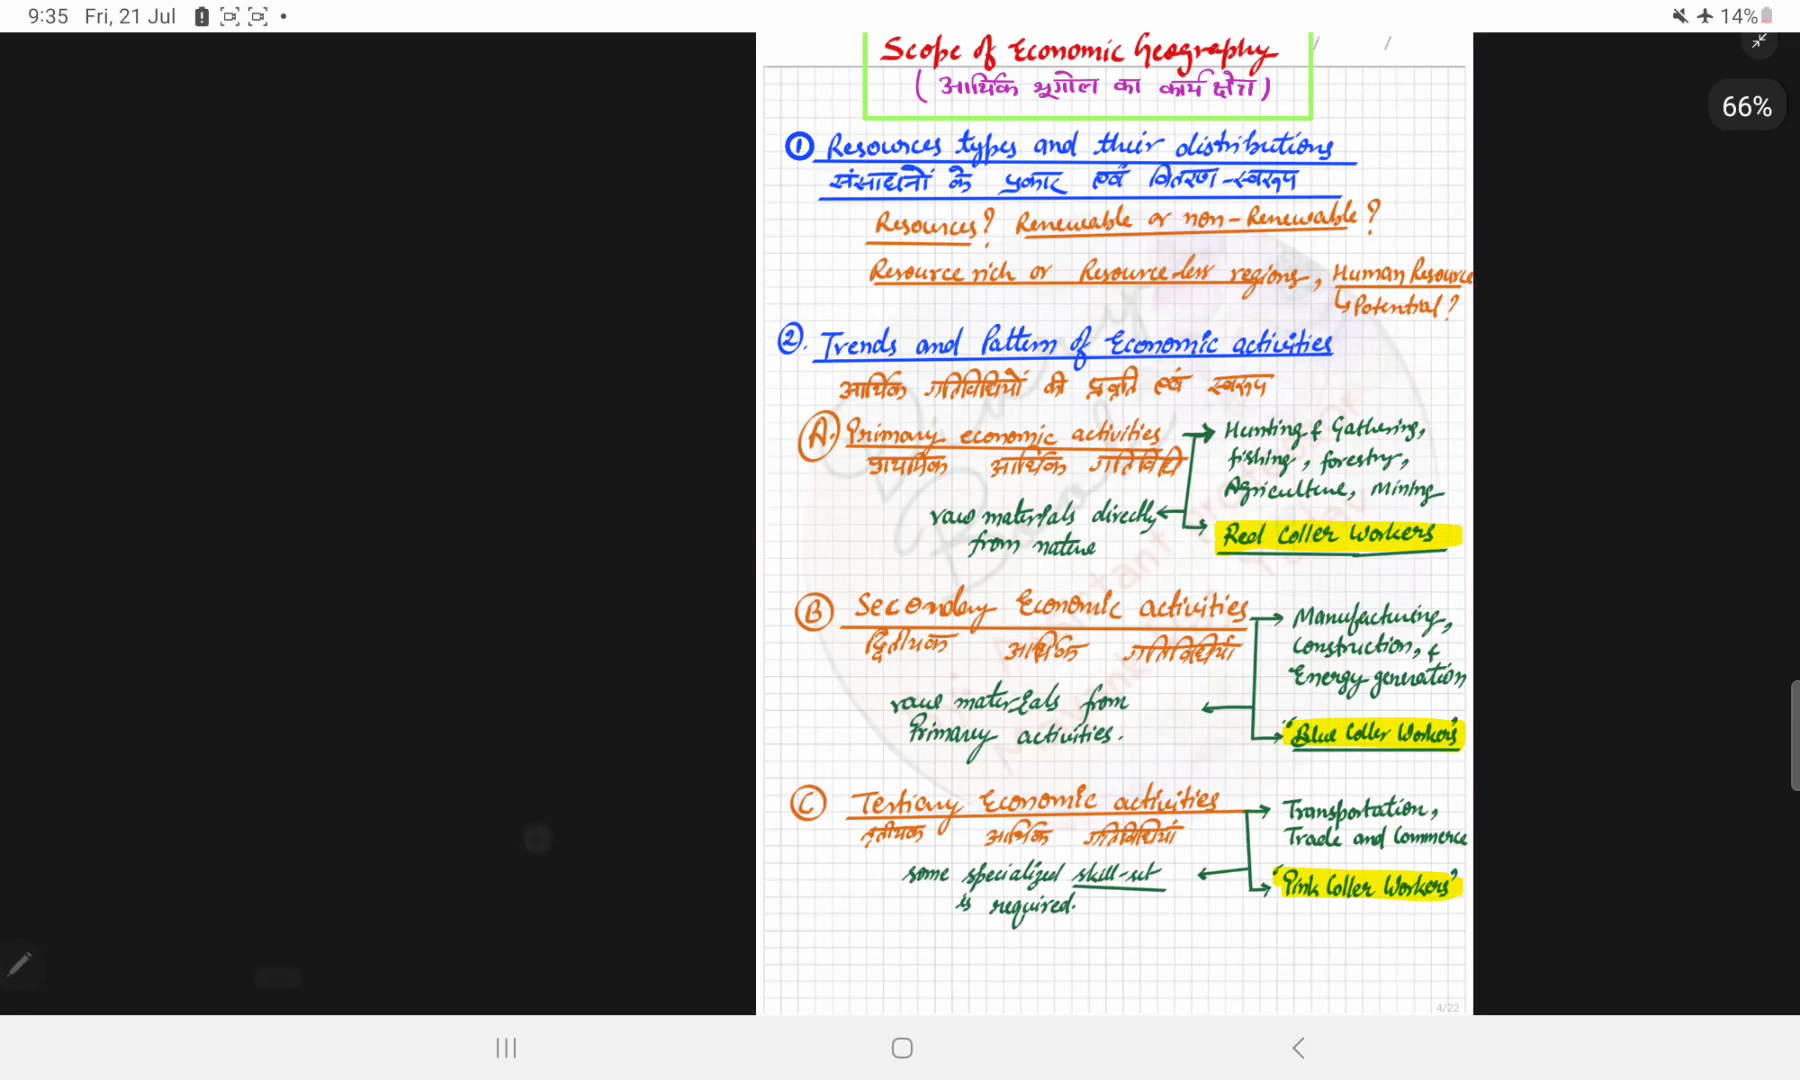 9:35 Fri, 21 Jul
14%
66%
Scope of Economic Geography
(आर्थिक भूगोल का कार्य क्षेत्र)
① Resources types and their distributions
संसाधनों के प्रकार एवं वितरण-स्वरूप
Resources? Renewable or non-Renewable?
Resource rich or Resource-less regions, Human Resource
↳ Potential?
②. Trends and Pattern of Economic activities
आर्थिक गतिविधियों की प्रवृति एवं स्वरूप
Ⓐ. Primary economic activities → Hunting & Gathering,
fishing, forestry,
Agriculture, Mining
प्राथमिक आर्थिक गतिविधि
raw materials directly
from nature
Red Coller Workers
Ⓑ Secondary Economic activities → Manufacturing,
Construction, &
Energy generation
द्वितीयक आर्थिक गतिविधियाँ
raw materials from
Primary activities.
"Blue Coller Workers"
Ⓒ Tertiary Economic activities → Transportation,
Trade and Commerce
तृतीयक आर्थिक गतिविधियां
some specialized skill-set
is required.
"Pink Coller Workers"
4/22